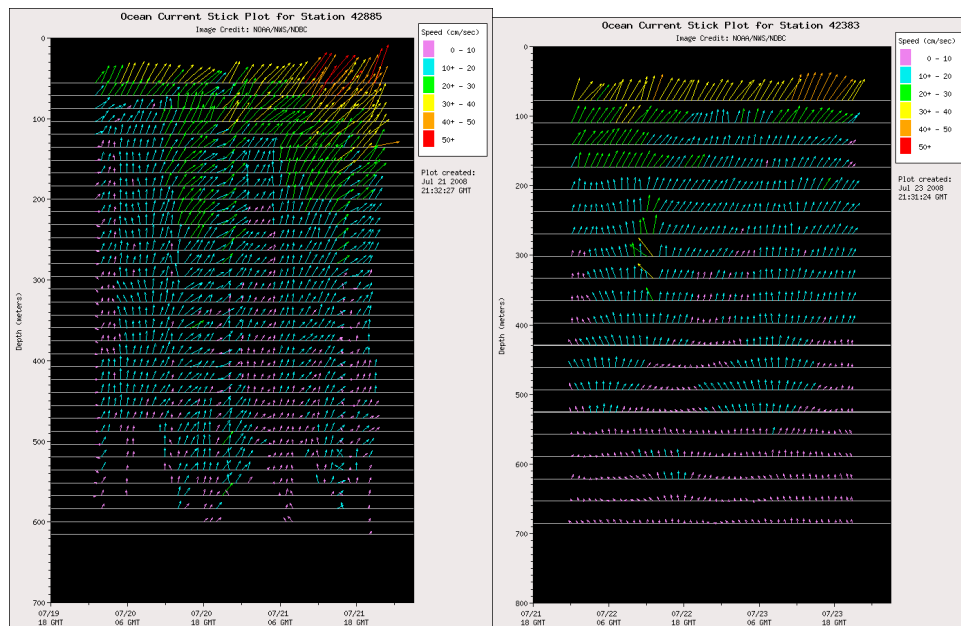 Ocean Current Stick Plot for Station 42885
Image Credit: NOAA/NWS/NDBC
Speed (cm/sec)
0 - 10
10+ - 20
20+ - 30
30+ - 40
40+ - 50
50+
Plot created:
Jul 21 2008
21:32:27 GMT
Depth (meters)
0
100
200
300
400
500
600
700
07/19
18 GMT
07/20
06 GMT
07/20
18 GMT
07/21
06 GMT
07/21
18 GMT
Ocean Current Stick Plot for Station 42383
Image Credit: NOAA/NWS/NDBC
Speed (cm/sec)
0 - 10
10+ - 20
20+ - 30
30+ - 40
40+ - 50
50+
Plot created:
Jul 23 2008
21:31:24 GMT
Depth (meters)
0
100
200
300
400
500
600
700
800
07/21
18 GMT
07/22
06 GMT
07/22
18 GMT
07/23
06 GMT
07/23
18 GMT